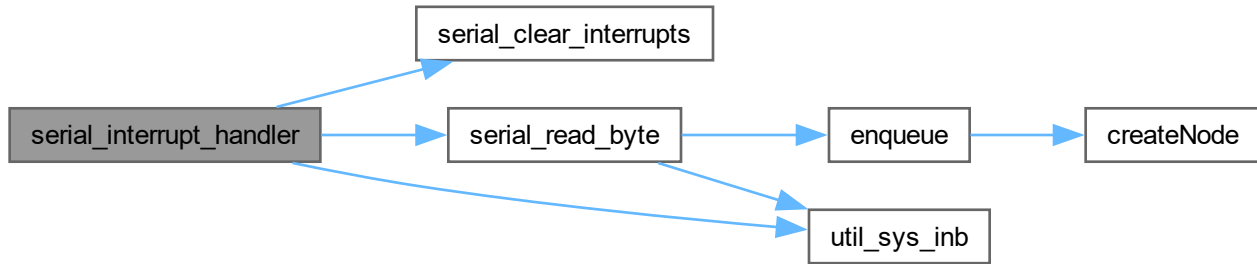 serial_clear_interrupts
serial_interrupt_handler
serial_read_byte
enqueue
createNode
util_sys_inb